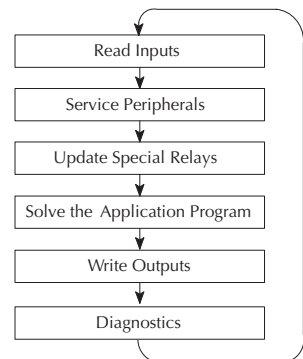 Read Inputs
Service Peripherals
Update Special Relays
Solve the Application Program
Write Outputs
Diagnostics